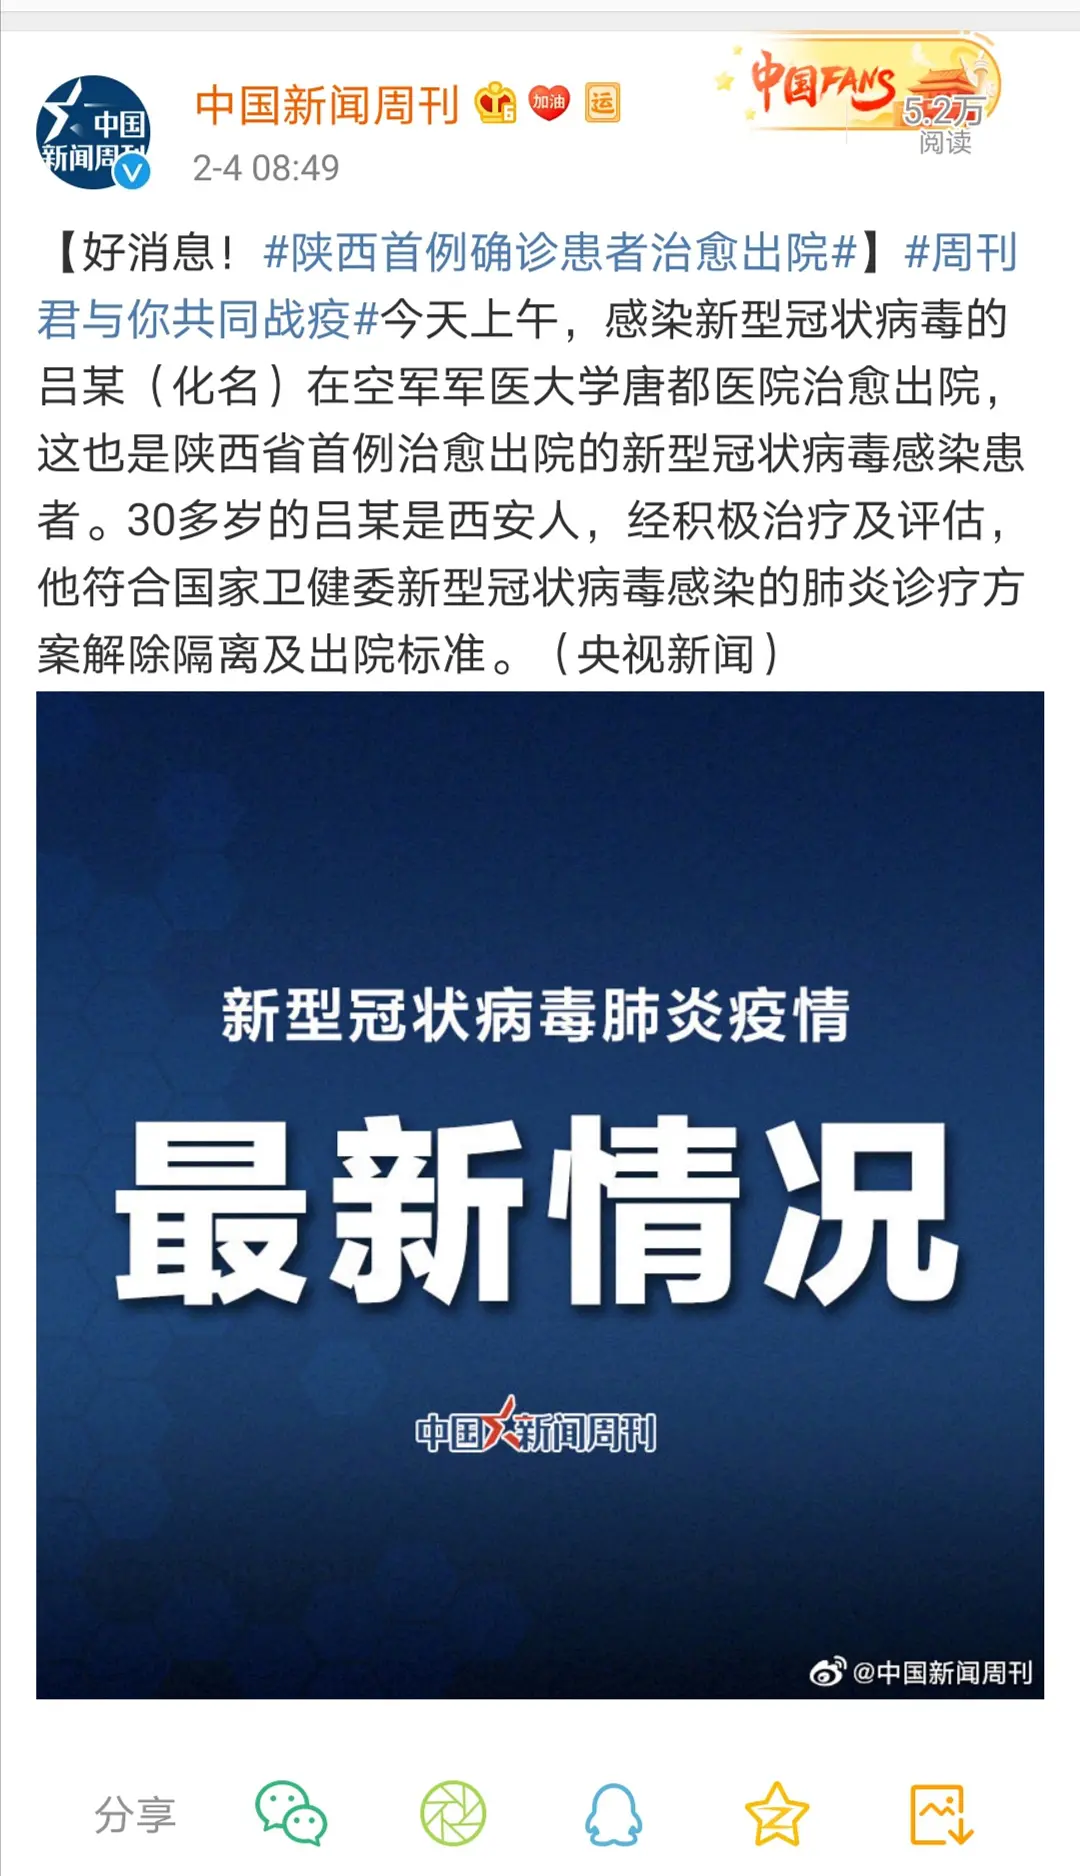 中国新闻周刊 6 加油 运
中国FANS
5.2万
阅读
中国
新闻周刊
2-4 08:49
【好消息！#陕西首例确诊患者治愈出院#】#周刊
君与你共同战疫#今天上午，感染新型冠状病毒的
吕某（化名）在空军军医大学唐都医院治愈出院，
这也是陕西省首例治愈出院的新型冠状病毒感染患
者。30多岁的吕某是西安人，经积极治疗及评估，
他符合国家卫健委新型冠状病毒感染的肺炎诊疗方
案解除隔离及出院标准。（央视新闻）
新型冠状病毒肺炎疫情
最新情况
中国新闻周刊
@中国新闻周刊
分享